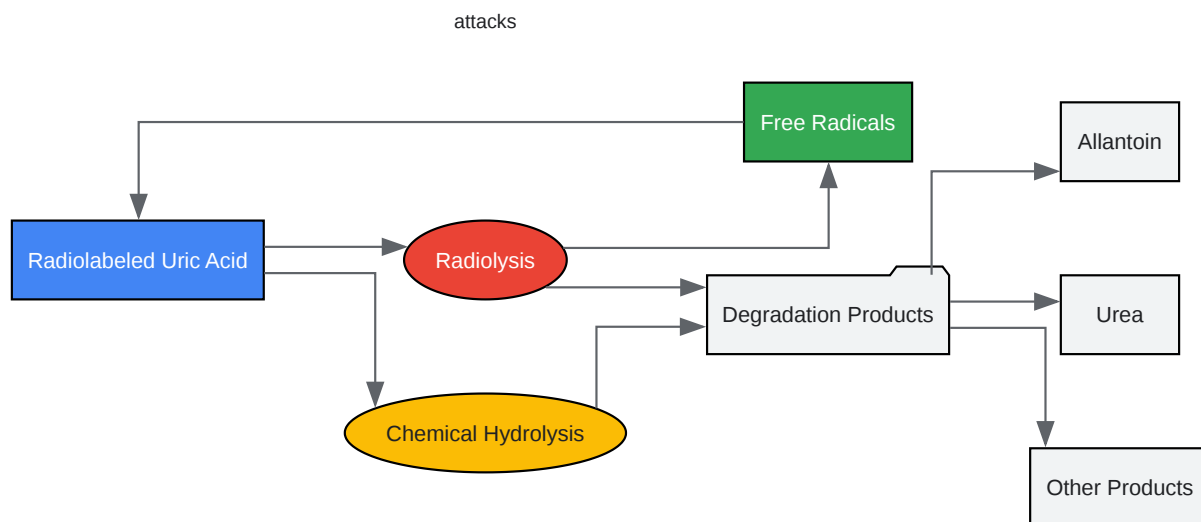 attacks
Free Radicals
Allantoin
Radiolabeled Uric Acid
Radiolysis
Degradation Products
Urea
Chemical Hydrolysis
Other Products